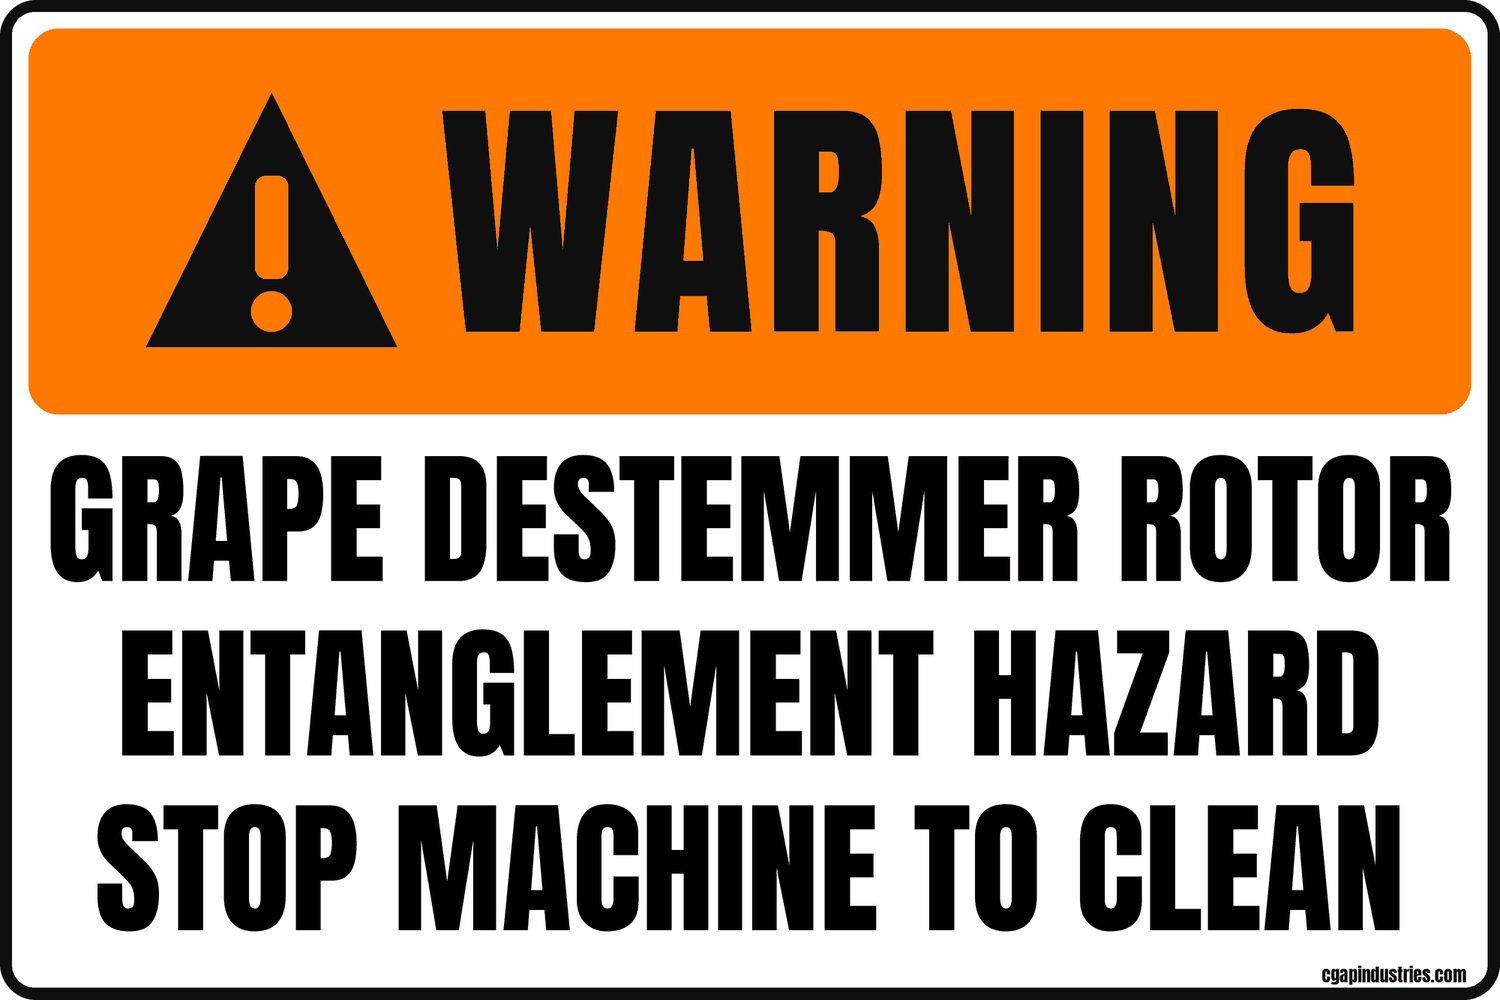 WARNING
GRAPE DESTEMMER ROTOR
ENTANGLEMENT HAZARD
STOP MACHINE TO CLEAN
cgapindustries.com